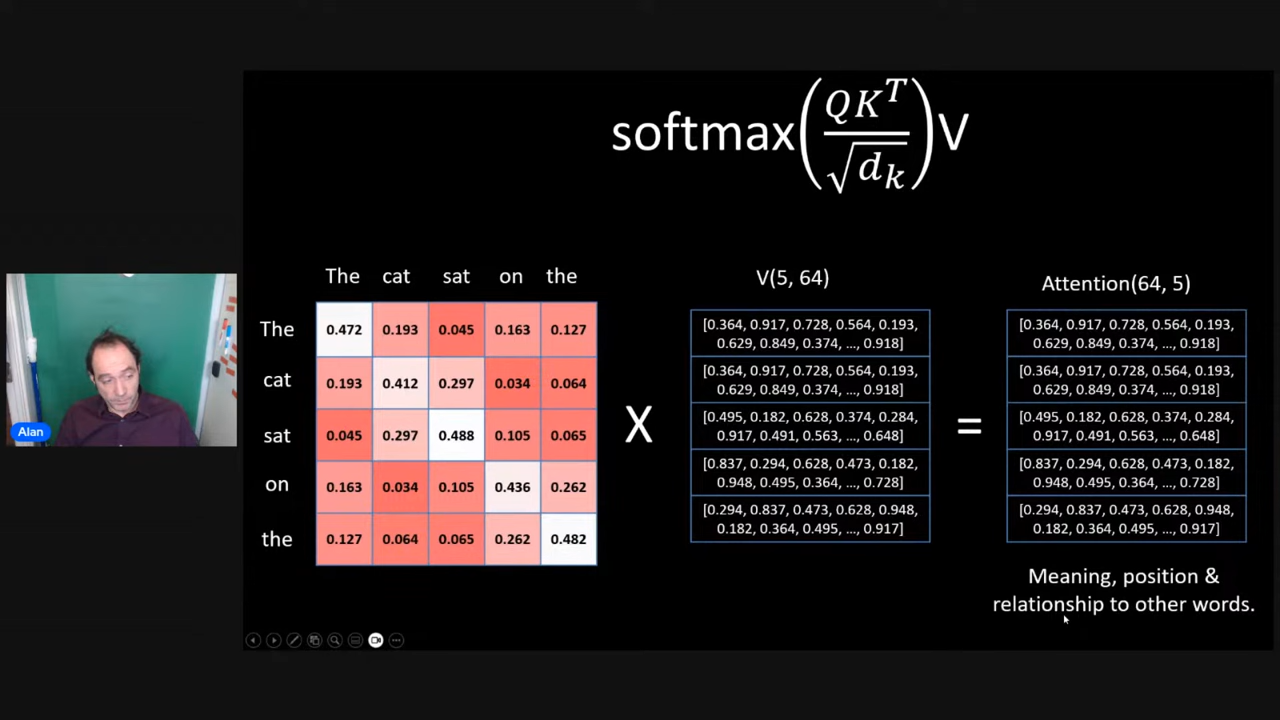 softmax(QK^T/√d_k)V
The cat sat on the
The 0.472 0.193 0.045 0.163 0.127
cat 0.193 0.412 0.297 0.034 0.064
sat 0.045 0.297 0.488 0.105 0.065
on 0.163 0.034 0.105 0.436 0.262
the 0.127 0.064 0.065 0.262 0.482
X
V(5, 64)
[0.364, 0.917, 0.728, 0.564, 0.193,
0.629, 0.849, 0.374, ..., 0.918]
[0.364, 0.917, 0.728, 0.564, 0.193,
0.629, 0.849, 0.374, ..., 0.918]
[0.495, 0.182, 0.628, 0.374, 0.284,
0.917, 0.491, 0.563, ..., 0.648]
[0.837, 0.294, 0.628, 0.473, 0.182,
0.948, 0.495, 0.364, ..., 0.728]
[0.294, 0.837, 0.473, 0.628, 0.948,
0.182, 0.364, 0.495, ..., 0.917]
=
Attention(64, 5)
[0.364, 0.917, 0.728, 0.564, 0.193,
0.629, 0.849, 0.374, ..., 0.918]
[0.364, 0.917, 0.728, 0.564, 0.193,
0.629, 0.849, 0.374, ..., 0.918]
[0.495, 0.182, 0.628, 0.374, 0.284,
0.917, 0.491, 0.563, ..., 0.648]
[0.837, 0.294, 0.628, 0.473, 0.182,
0.948, 0.495, 0.364, ..., 0.728]
[0.294, 0.837, 0.473, 0.628, 0.948,
0.182, 0.364, 0.495, ..., 0.917]
Meaning, position &
relationship to other words.
Alan